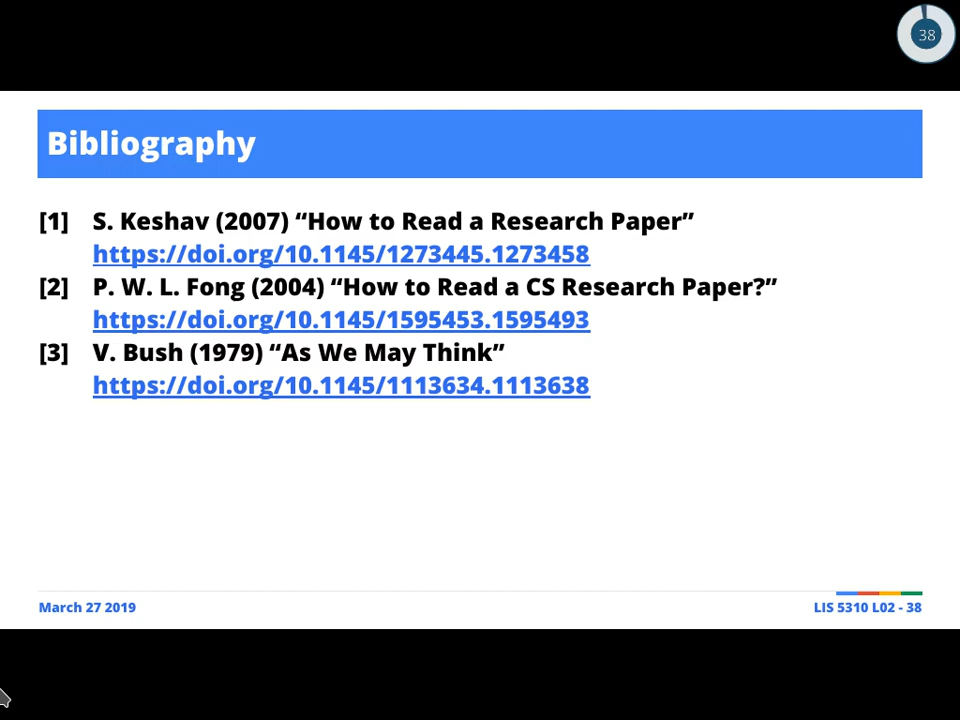 38
Bibliography
[1] S. Keshav (2007) “How to Read a Research Paper”
https://doi.org/10.1145/1273445.1273458
[2] P. W. L. Fong (2004) “How to Read a CS Research Paper?”
https://doi.org/10.1145/1595453.1595493
[3] V. Bush (1979) “As We May Think”
https://doi.org/10.1145/1113634.1113638
March 27 2019
LIS 5310 L02 - 38